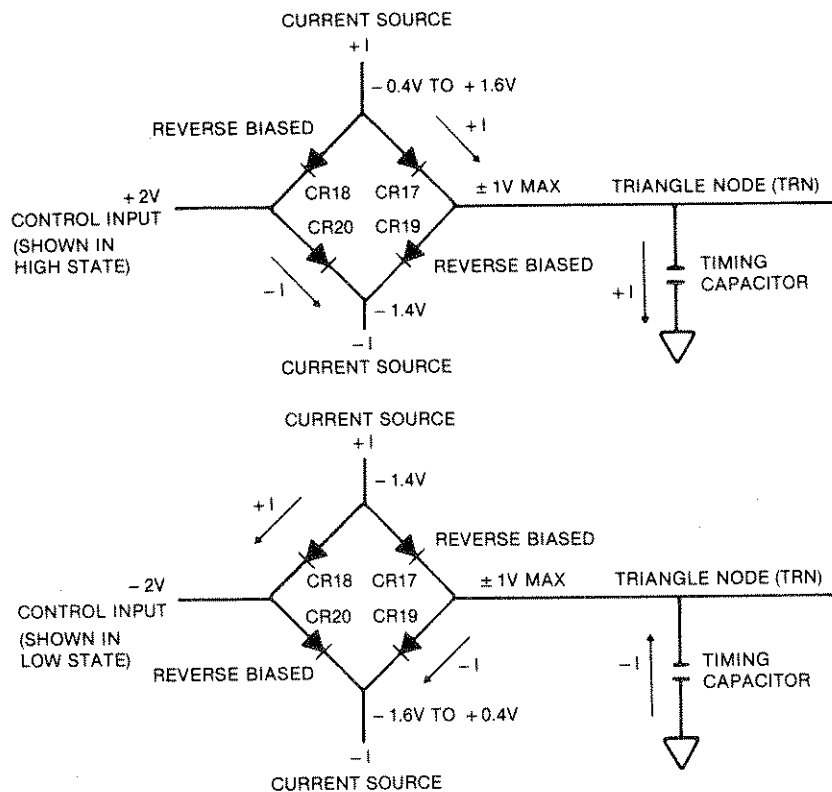 CURRENT SOURCE
+I
− 0.4V TO + 1.6V
REVERSE BIASED
+I
+ 2V
CONTROL INPUT
(SHOWN IN
HIGH STATE)
CR18
CR17
± 1V MAX
TRIANGLE NODE (TRN)
CR20
CR19
REVERSE BIASED
−I
+I
TIMING
CAPACITOR
− 1.4V
−I
CURRENT SOURCE
CURRENT SOURCE
+I
− 1.4V
+I
REVERSE BIASED
− 2V
CONTROL INPUT
(SHOWN IN
LOW STATE)
CR18
CR17
± 1V MAX
TRIANGLE NODE (TRN)
CR20
CR19
REVERSE BIASED
−I
−I
TIMING
CAPACITOR
− 1.6V TO +0.4V
−I
CURRENT SOURCE